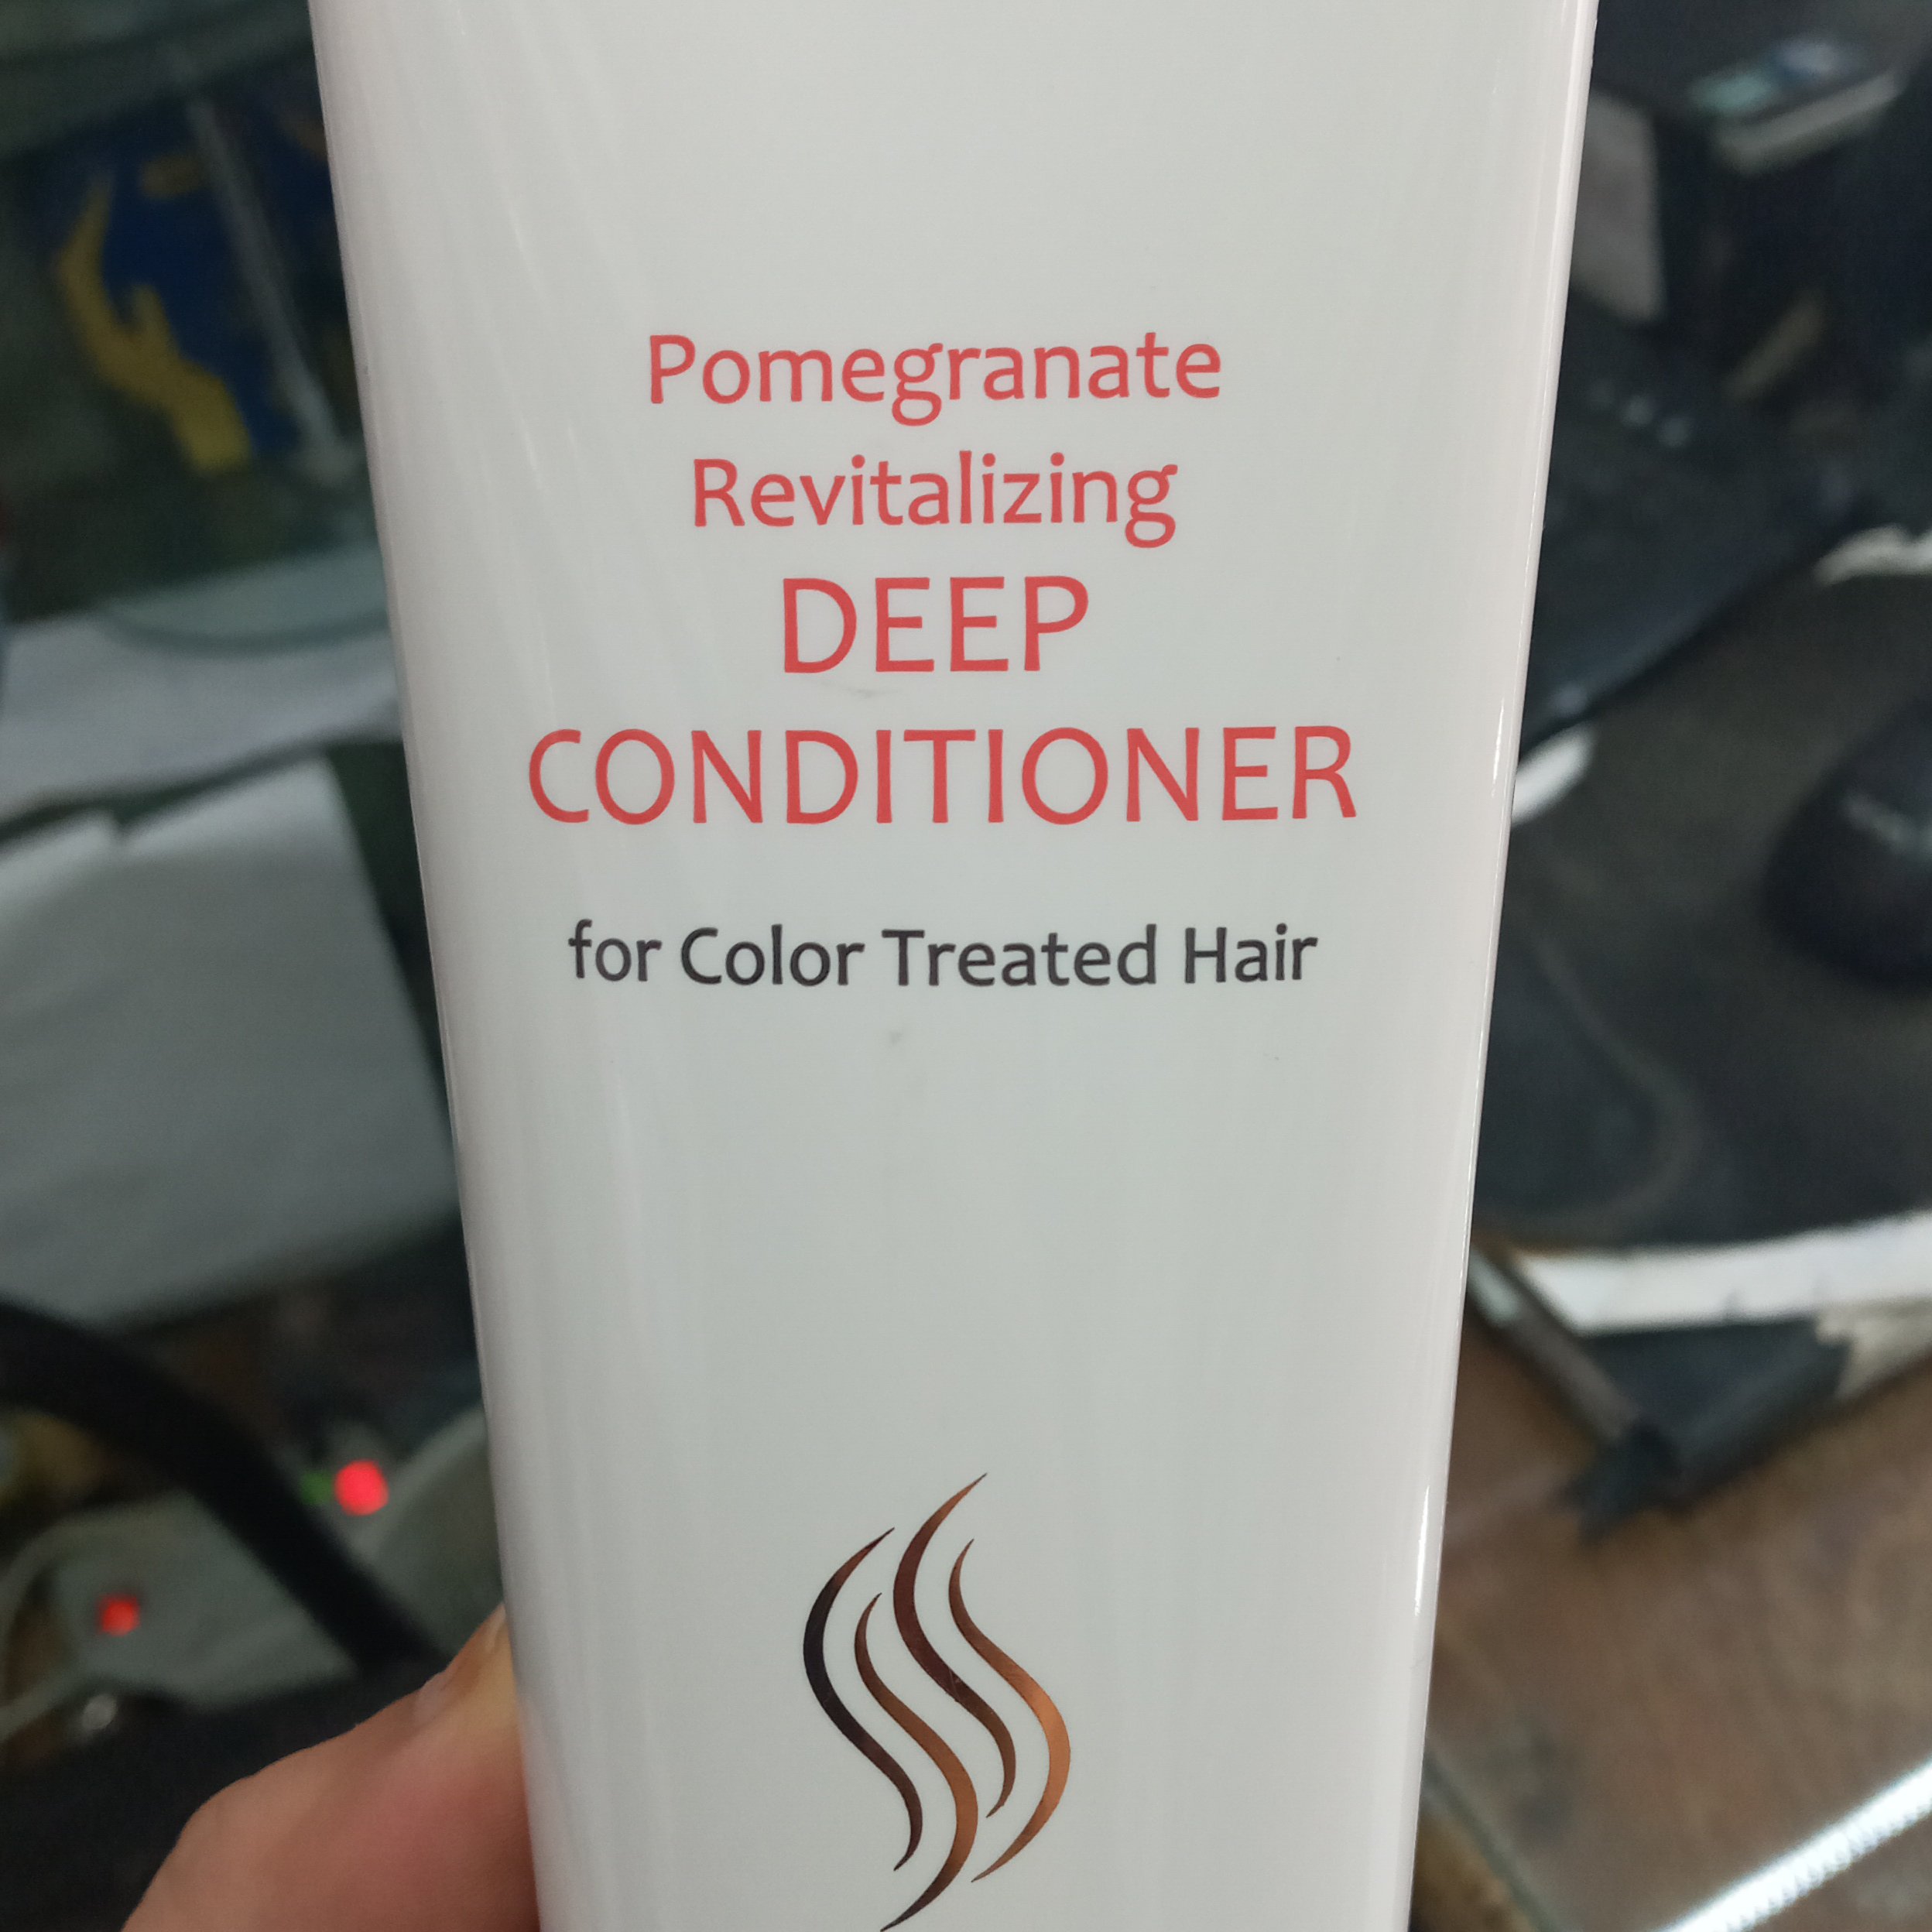 Pomegranate
Revitalizing
DEEP
CONDITIONER
for Color Treated Hair